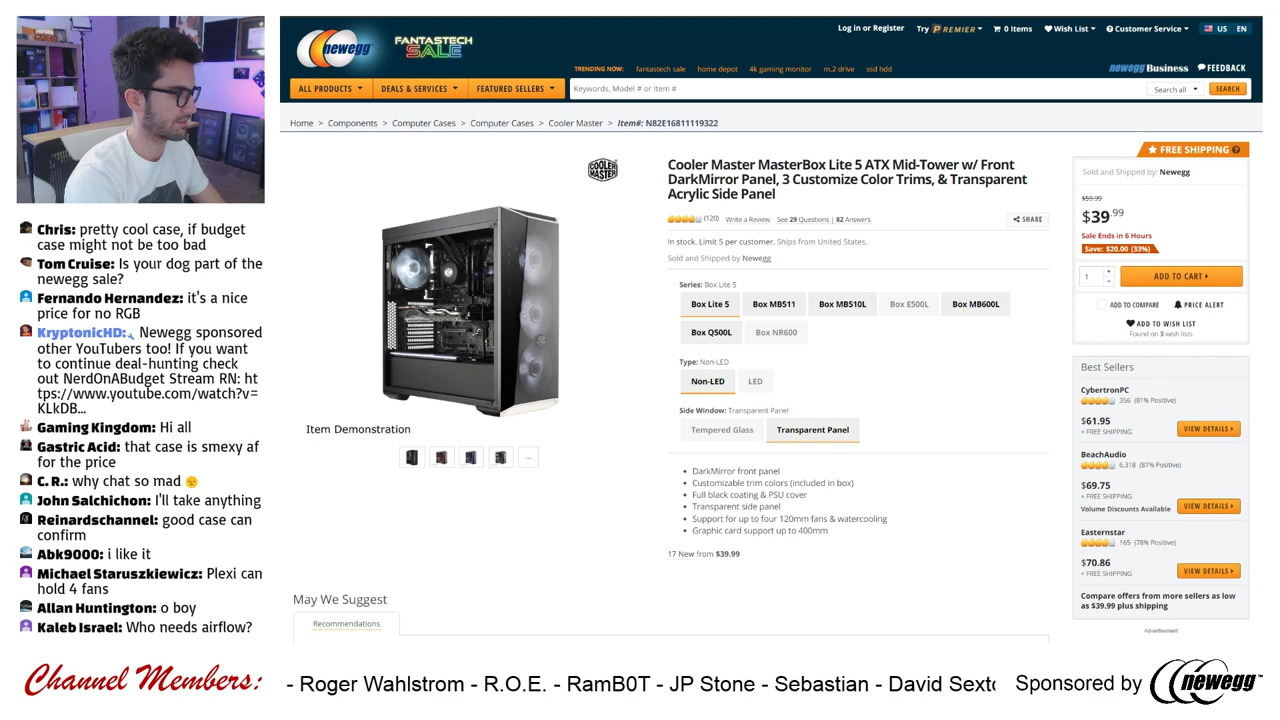 newegg
FANTASTECH
SALE
Log in or Register
Try PREMIER
0 Items
Wish List
Customer Service
US EN
TRENDING NOW: fantastech sale home depot 4k gaming monitor m.2 drive ssd hdd
newegg Business
FEEDBACK
ALL PRODUCTS
DEALS & SERVICES
FEATURED SELLERS
Keywords, Model # or Item #
Search all
SEARCH
Home > Components > Computer Cases > Computer Cases > Cooler Master > Item#: N82E16811119322
FREE SHIPPING
COOLER
MASTER
Cooler Master MasterBox Lite 5 ATX Mid-Tower w/ Front
DarkMirror Panel, 3 Customize Color Trims, & Transparent
Acrylic Side Panel
(120) Write a Review See 29 Questions | 82 Answers
SHARE
In stock. Limit 5 per customer. Ships from United States.
Sold and Shipped by Newegg
Series: Box Lite 5
Box Lite 5
Box MB511
Box MB510L
Box E500L
Box MB600L
Box Q500L
Box NR600
Type: Non-LED
Non-LED
LED
Side Window: Transparent Panel
Tempered Glass
Transparent Panel
• DarkMirror front panel
• Customizable trim colors (included in box)
• Full black coating & PSU cover
• Transparent side panel
• Support for up to four 120mm fans & watercooling
• Graphic card support up to 400mm
17 New from $39.99
Item Demonstration
...
May We Suggest
Recommendations
Sold and Shipped by: Newegg
$59.99
$39.99
Sale Ends in 6 Hours
Save: $20.00 (33%)
1
ADD TO CART
ADD TO COMPARE
PRICE ALERT
ADD TO WISH LIST
Found on 3 wish lists
Best Sellers
CybertronPC
356 (81% Positive)
$61.95
+ FREE SHIPPING
VIEW DETAILS
BeachAudio
6,318 (87% Positive)
$69.75
+ FREE SHIPPING
Volume Discounts Available
VIEW DETAILS
Easternstar
165 (78% Positive)
$70.86
+ FREE SHIPPING
VIEW DETAILS
Compare offers from more sellers as low
as $39.99 plus shipping
Advertisement
Chris: pretty cool case, if budget
case might not be too bad
Tom Cruise: Is your dog part of the
newegg sale?
Fernando Hernandez: it's a nice
price for no RGB
KryptonicHD: Newegg sponsored
other YouTubers too! If you want
to continue deal-hunting check
out NerdOnABudget Stream RN: ht
tps://www.youtube.com/watch?v=
KLkDB...
Gaming Kingdom: Hi all
Gastric Acid: that case is smexy af
for the price
C. R.: why chat so mad
John Salchichon: I'll take anything
Reinardschannel: good case can
confirm
Abk9000: i like it
Michael Staruszkiewicz: Plexi can
hold 4 fans
Allan Huntington: o boy
Kaleb Israel: Who needs airflow?
Channel Members:
- Roger Wahlstrom - R.O.E. - RamB0T - JP Stone - Sebastian - David Sexto
Sponsored by newegg